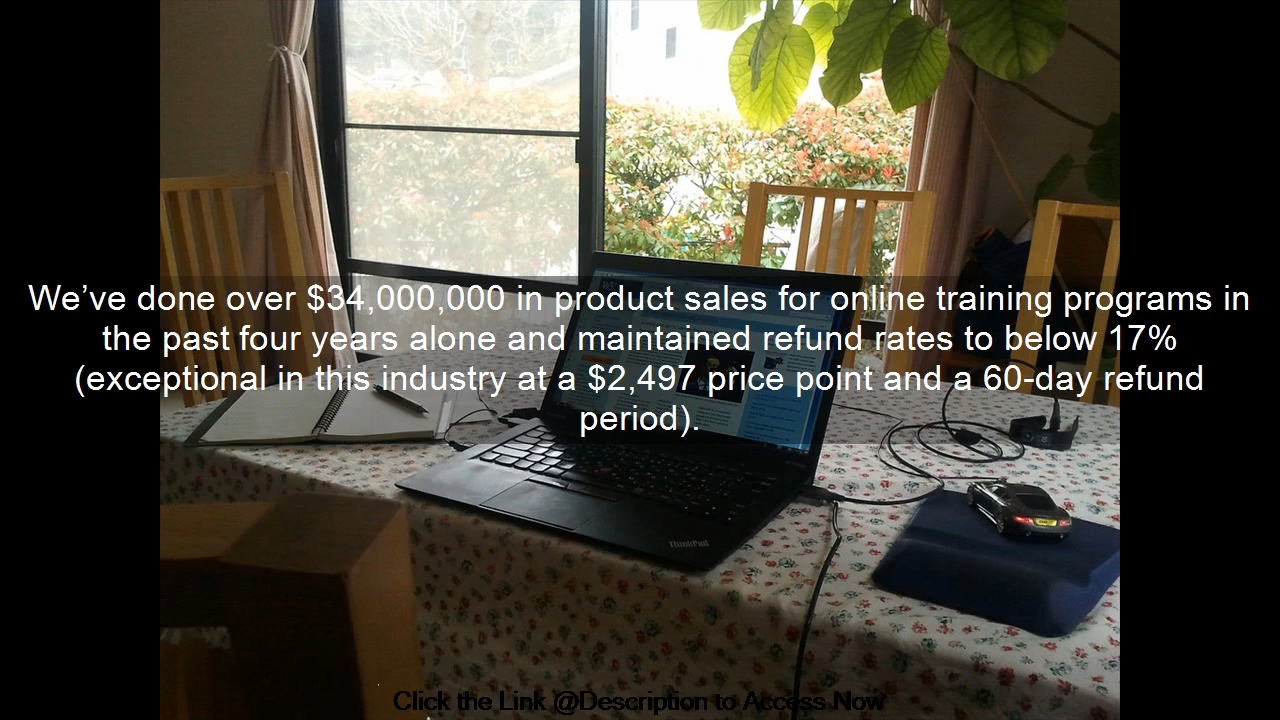 We’ve done over $34,000,000 in product sales for online training programs in
the past four years alone and maintained refund rates to below 17%
(exceptional in this industry at a $2,497 price point and a 60-day refund
period).
ThinkPad
Click the Link @Description to Access Now